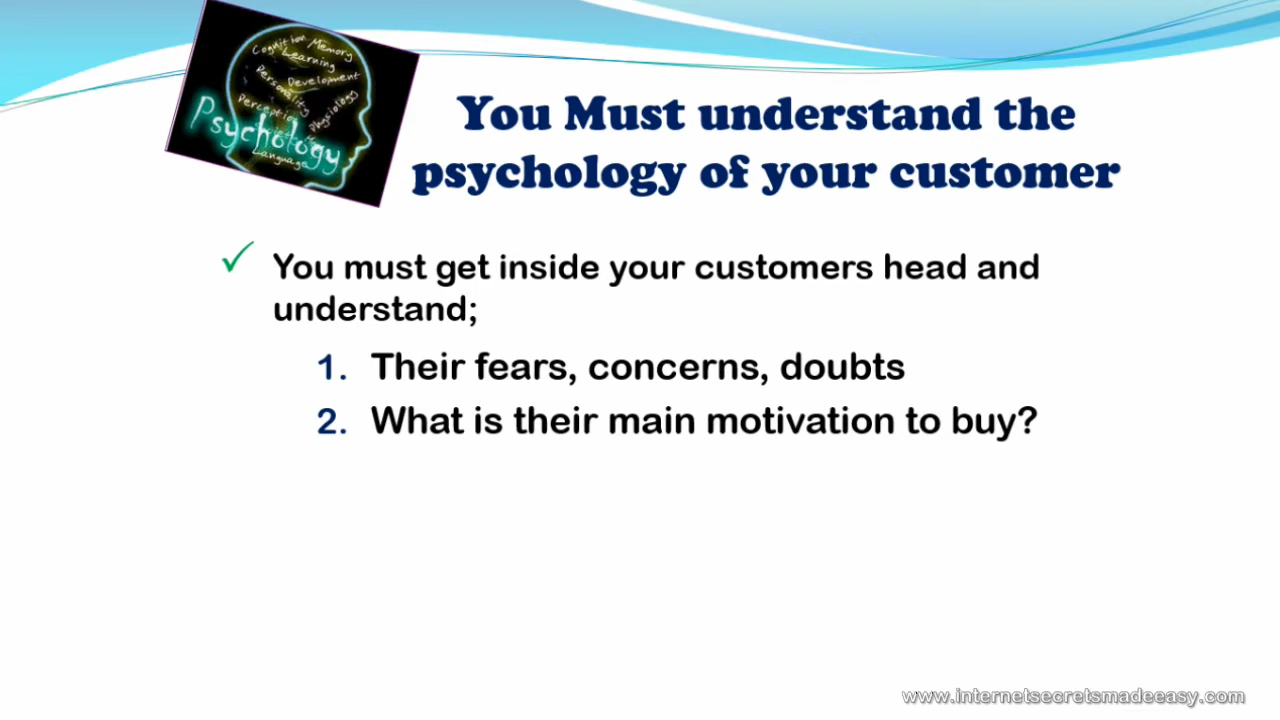 Cognition Memory
Learning
Personality Development
Perception Physiology
Psychology
Language
You Must understand the
psychology of your customer
✓ You must get inside your customers head and
understand;
1. Their fears, concerns, doubts
2. What is their main motivation to buy?
www.internetsecretsmadeeasy.com